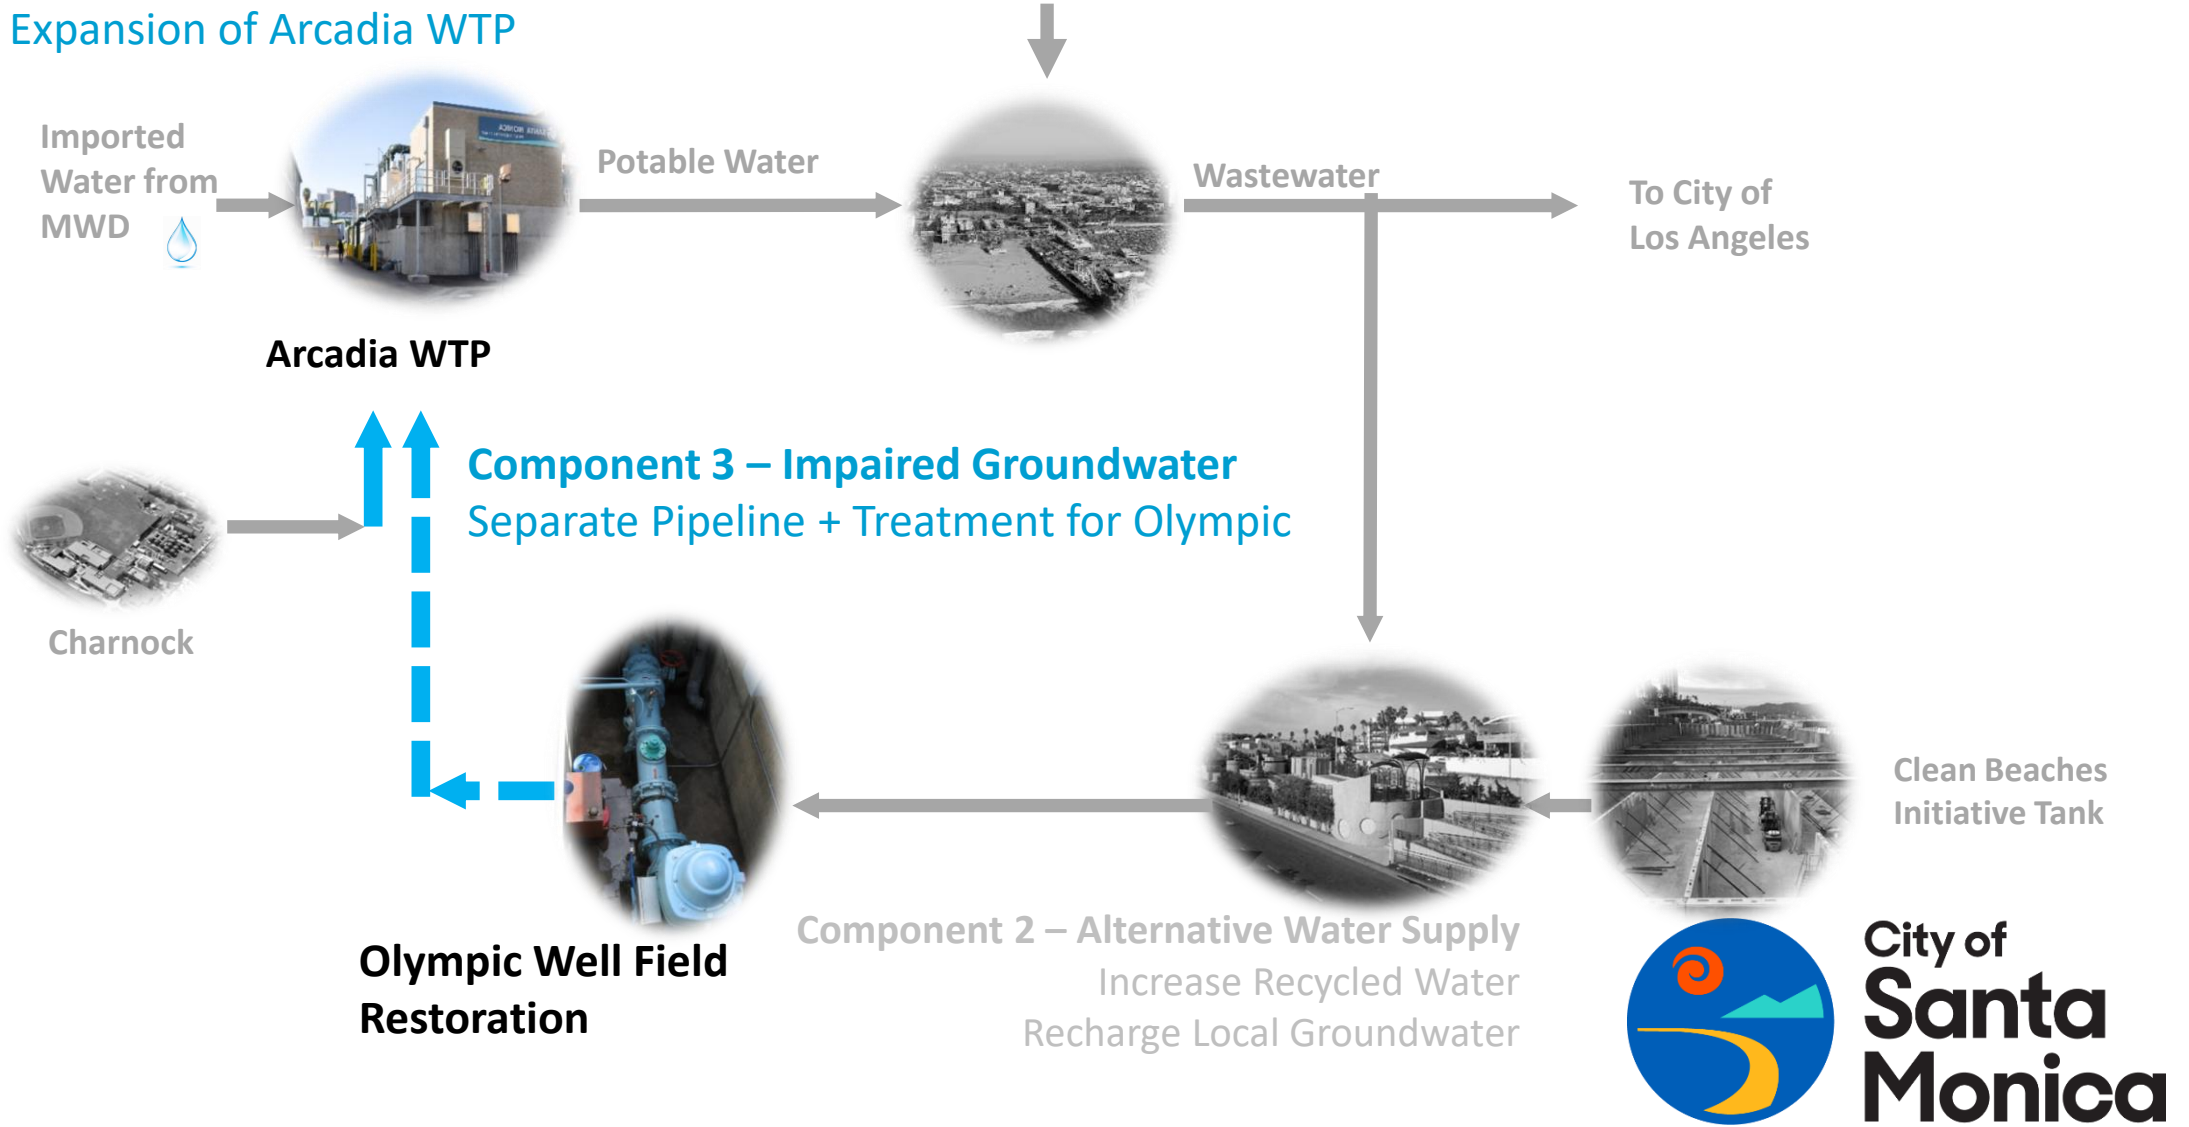 Expansion of Arcadia WTP
Imported
Water from
MWD
Potable Water
Wastewater
To City of
Los Angeles
Arcadia WTP
Component 3 – Impaired Groundwater
Separate Pipeline + Treatment for Olympic
Charnock
Clean Beaches
Initiative Tank
Olympic Well Field
Restoration
Component 2 – Alternative Water Supply
Increase Recycled Water
Recharge Local Groundwater
City of
Santa
Monica